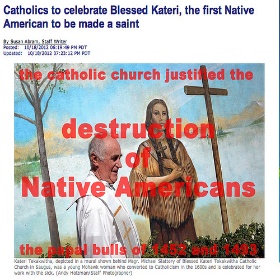 Catholics to celebrate Blessed Kateri, the first Native
American to be made a saint
By Susan Abram, Staff Writer
Posted: 10/18/2012 06:19:49 PM PDT
Updated: 10/18/2012 07:33:12 PM PDT
the catholic church justified the
destruction
of
Native Americans
the papal bulls of 1452 and 1493
Kateri Tekakwitha, depicted in a mural shown behind Msgr. Michael Slattery of Blessed Kateri Tekakwitha Catholic
Church in Saugus, was a young Mohawk woman who converted to Catholicism in the 1600s and is celebrated for her
work with the sick. (Andy Holzman/Staff Photographer)